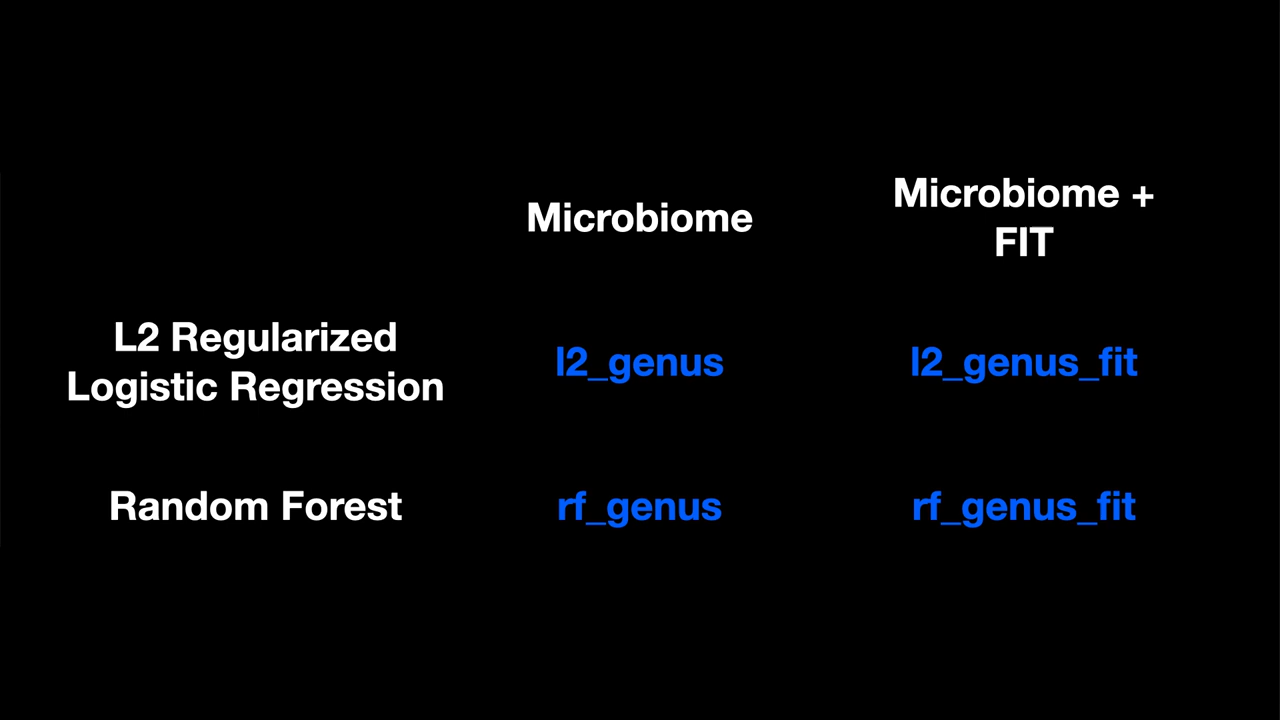 Microbiome
Microbiome +
FIT
L2 Regularized
Logistic Regression
l2_genus
l2_genus_fit
Random Forest
rf_genus
rf_genus_fit